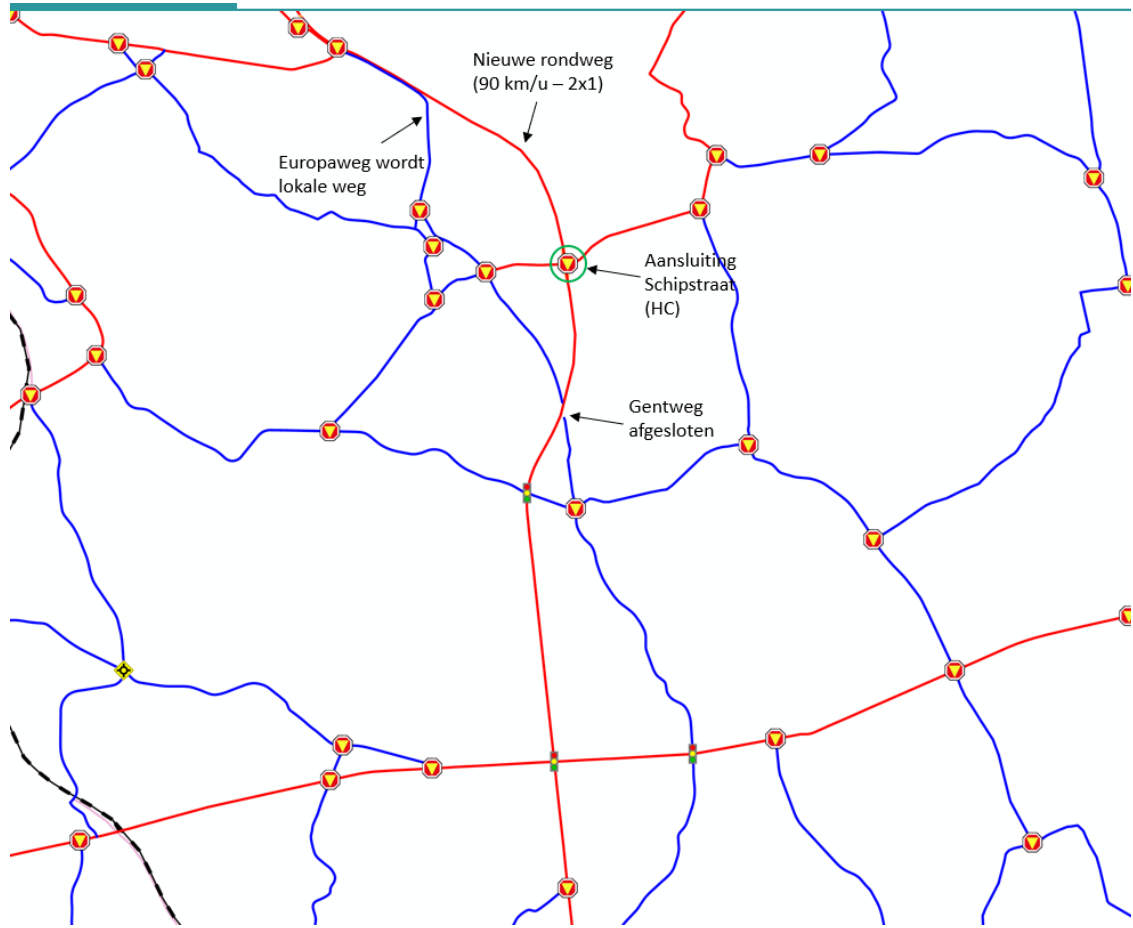 Nieuwe rondweg
(90 km/u – 2x1)
Europaweg wordt
lokale weg
Aansluiting
Schipstraat
(HC)
Gentweg
afgesloten